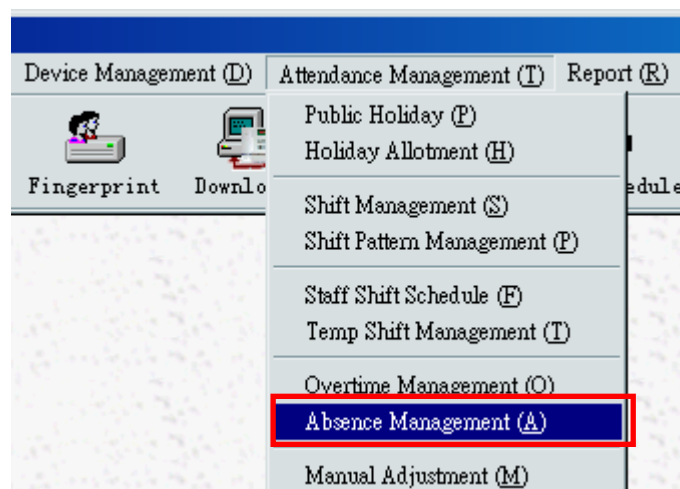 Device Management (D) Attendance Management (T) Report (R)
Public Holiday (P)
Holiday Allotment (H)
Fingerprint
Shift Management (S)
Shift Pattern Management (P)
Staff Shift Schedule (F)
Temp Shift Management (T)
Overtime Management (O)
Absence Management (A)
Manual Adjustment (M)